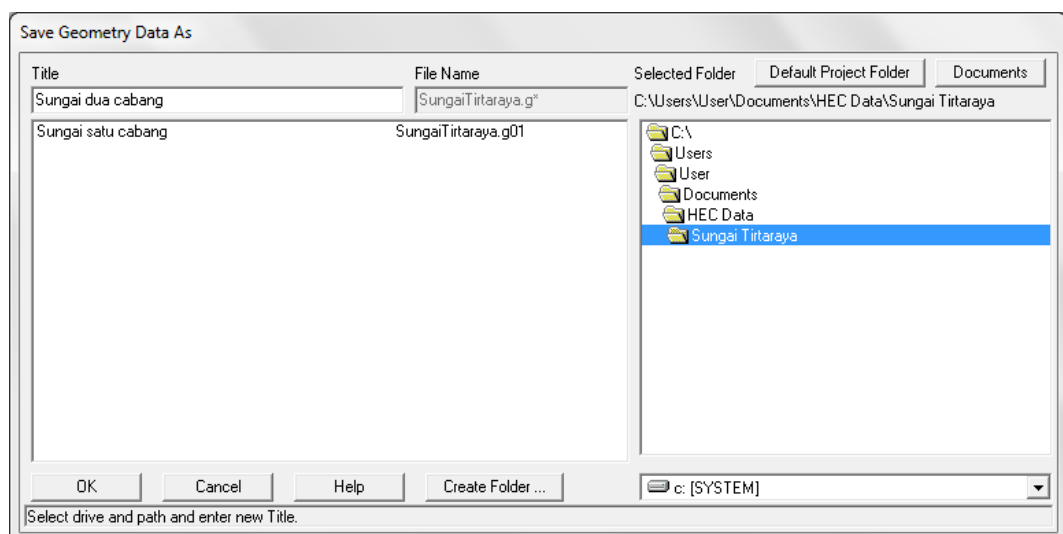 Save Geometry Data As
Title File Name Selected Folder Default Project Folder Documents
Sungai dua cabang SungaiTirtaraya.g* C:\Users\User\Documents\HEC Data\Sungai Tirtaraya
Sungai satu cabang SungaiTirtaraya.g01
C:\
Users
User
Documents
HEC Data
Sungai Tirtaraya
OK Cancel Help Create Folder ... c: [SYSTEM]
Select drive and path and enter new Title.